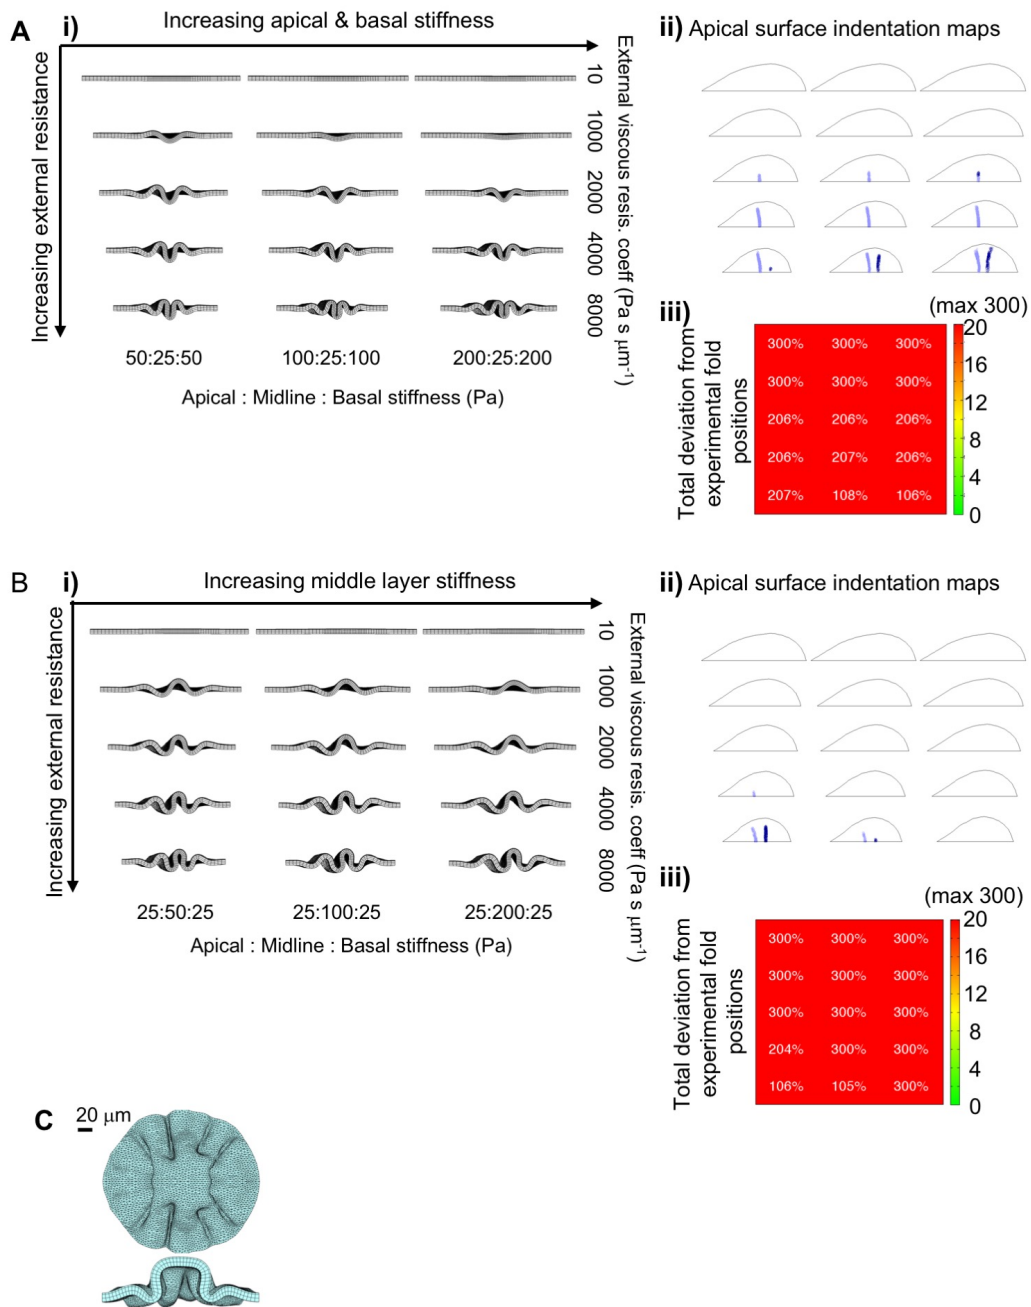 A
i)
Increasing apical & basal stiffness
Increasing external resistance
10
1000
2000
4000
8000
External viscous resis. coeff (Pa s μm-1)
50:25:50 100:25:100 200:25:200
Apical : Midline : Basal stiffness (Pa)
ii) Apical surface indentation maps
iii)
(max 300)
Total deviation from
experimental fold
positions
300% 300% 300%
300% 300% 300%
206% 206% 206%
206% 207% 206%
207% 108% 106%
20
16
12
8
4
0
B
i)
Increasing middle layer stiffness
Increasing external resistance
10
1000
2000
4000
8000
External viscous resis. coeff (Pa s μm-1)
25:50:25 25:100:25 25:200:25
Apical : Midline : Basal stiffness (Pa)
ii) Apical surface indentation maps
iii)
(max 300)
Total deviation from
experimental fold
positions
300% 300% 300%
300% 300% 300%
300% 300% 300%
204% 300% 300%
106% 105% 300%
20
16
12
8
4
0
C
20 μm